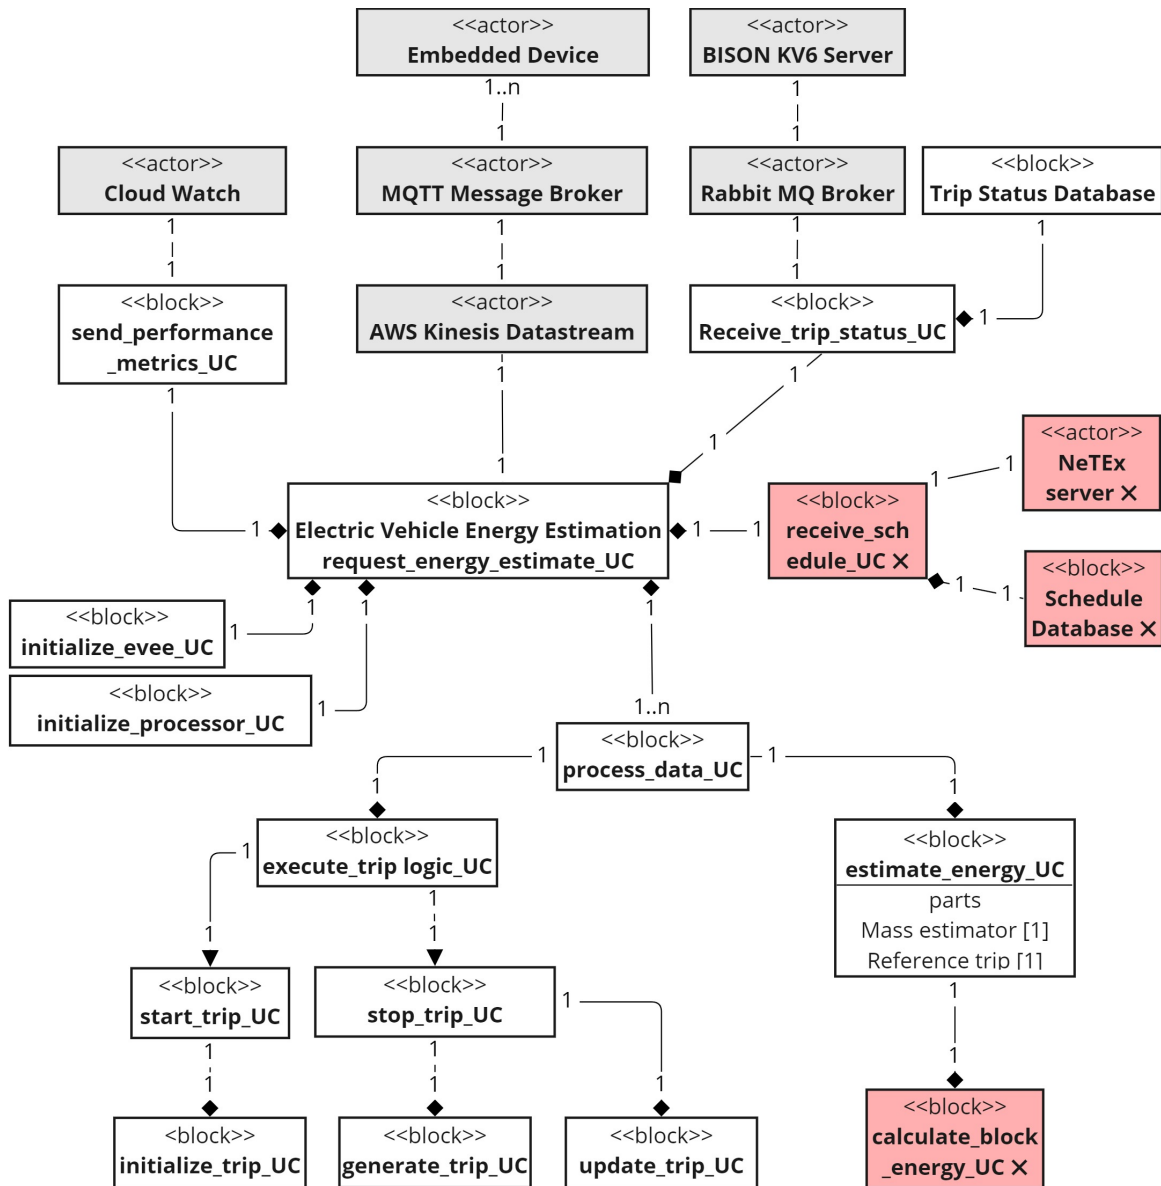 <<actor>>
Embedded Device
<<actor>>
BISON KV6 Server
1..n
1
1
1
<<actor>>
Cloud Watch
<<actor>>
MQTT Message Broker
<<actor>>
Rabbit MQ Broker
<<block>>
Trip Status Database
1
1
1
1
1
1
1
<<block>>
send_performance
_metrics_UC
<<actor>>
AWS Kinesis Datastream
<<block>>
Receive_trip_status_UC
1
1
1
1
1
1
1
<<actor>>
NeTEx
server ✕
1
1
<<block>>
Electric Vehicle Energy Estimation
request_energy_estimate_UC
1
1
1
<<block>>
receive_sch
edule_UC ✕
1
1
<<block>>
Schedule
Database ✕
1
1
1
<<block>>
initialize_evee_UC
1
<<block>>
initialize_processor_UC
1
1..n
<<block>>
process_data_UC
1
1
1
1
<<block>>
execute_trip logic_UC
<<block>>
estimate_energy_UC
parts
Mass estimator [1]
Reference trip [1]
1
1
1
1
<<block>>
start_trip_UC
<<block>>
stop_trip_UC
1
1
1
1
1
1
1
1
1
<<block>>
calculate_block
_energy_UC ✕
<block>>
initialize_trip_UC
<<block>>
generate_trip_UC
<<block>>
update_trip_UC